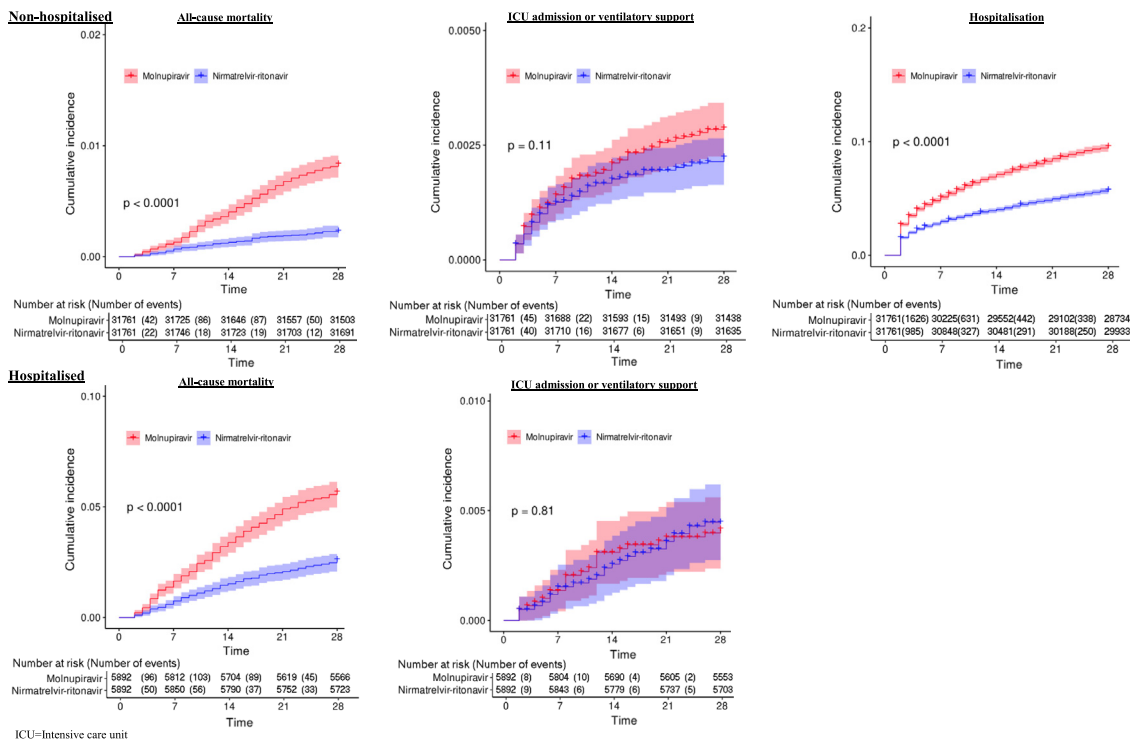 Non-hospitalised
All-cause mortality
ICU admission or ventilatory support
Hospitalisation
0.02
0.01
0.00
Cumulative incidence
Molnupiravir Nirmatrelvir-ritonavir
p < 0.0001
0 7 14 21 28
Time
Number at risk (Number of events)
Molnupiravir 31761 (42) 31725 (86) 31646 (87) 31557 (50) 31503
Nirmatrelvir-ritonavir 31761 (22) 31746 (18) 31723 (19) 31703 (12) 31691
0 7 14 21 28
Time
0.0050
0.0025
0.0000
Cumulative incidence
Molnupiravir Nirmatrelvir-ritonavir
p = 0.11
0 7 14 21 28
Time
Number at risk (Number of events)
Molnupiravir 31761 (45) 31688 (22) 31593 (15) 31493 (9) 31438
Nirmatrelvir-ritonavir 31761 (40) 31710 (16) 31677 (6) 31651 (9) 31635
0 7 14 21 28
Time
0.2
0.1
0.0
Cumulative incidence
Molnupiravir Nirmatrelvir-ritonavir
p < 0.0001
0 7 14 21 28
Time
Number at risk (Number of events)
Molnupiravir 31761(1626) 30225(631) 29552(442) 29102(338) 28734
Nirmatrelvir-ritonavir 31761(985) 30848(327) 30481(291) 30188(250) 29933
0 7 14 21 28
Time
Hospitalised
All-cause mortality
ICU admission or ventilatory support
0.10
0.05
0.00
Cumulative incidence
Molnupiravir Nirmatrelvir-ritonavir
p < 0.0001
0 7 14 21 28
Time
Number at risk (Number of events)
Molnupiravir 5892 (96) 5812 (103) 5704 (89) 5619 (45) 5566
Nirmatrelvir-ritonavir 5892 (50) 5850 (56) 5790 (37) 5752 (33) 5723
0 7 14 21 28
Time
0.010
0.005
0.000
Cumulative incidence
Molnupiravir Nirmatrelvir-ritonavir
p = 0.81
0 7 14 21 28
Time
Number at risk (Number of events)
Molnupiravir 5892 (8) 5804 (10) 5690 (4) 5605 (2) 5553
Nirmatrelvir-ritonavir 5892 (9) 5843 (6) 5779 (6) 5737 (5) 5703
0 7 14 21 28
Time
ICU=Intensive care unit